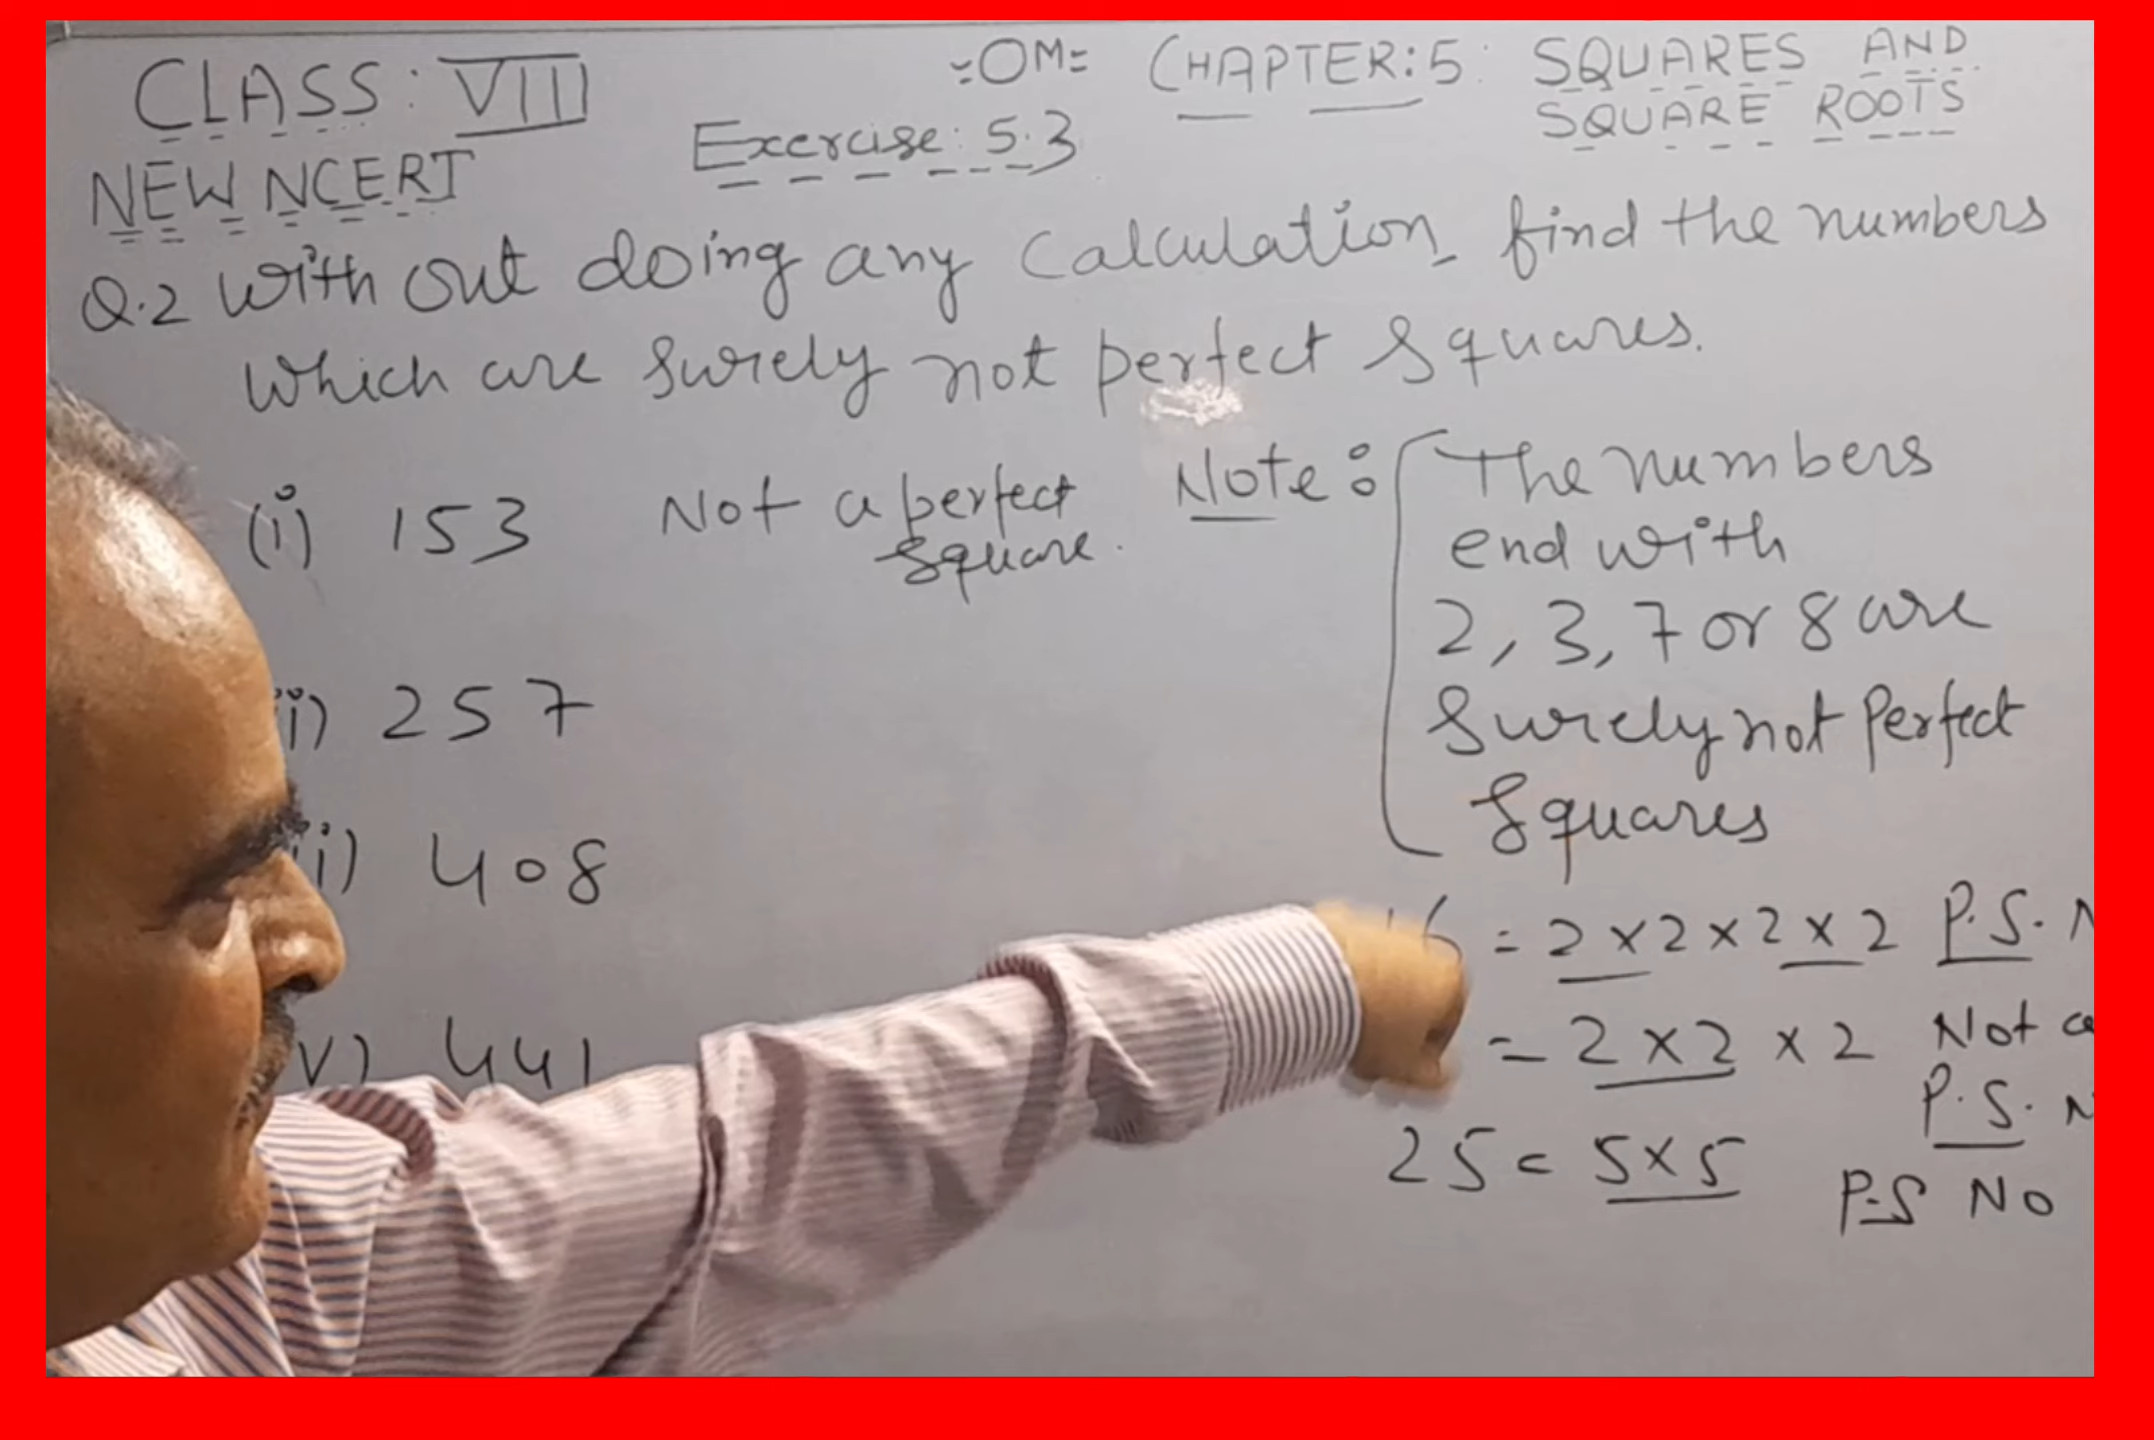 -:OM:-
CLASS: VIII
CHAPTER: 5: SQUARES AND
SQUARE ROOTS
NEW NCERT
Exercise: 5.3
Q.2 With out doing any Calculation, find the numbers
Which are surely not perfect squares.
(i) 153 Not a perfect
square.
Note: The numbers
end with
2, 3, 7 or 8 are
surely not Perfect
Squares
ii) 257
ii) 408
v) 441
16 = 2 × 2 × 2 × 2 P.S. N
= 2 × 2 × 2 Not a
P.S. N
25 = 5 × 5 P.S NO